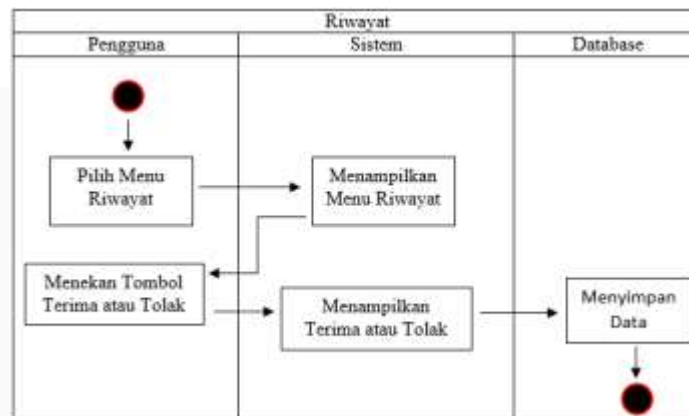 Riwayat
Pengguna
Sistem
Database
Pilih Menu
Riwayat
Menampilkan
Menu Riwayat
Menekan Tombol
Terima atau Tolak
Menampilkan
Terima atau Tolak
Menyimpan
Data